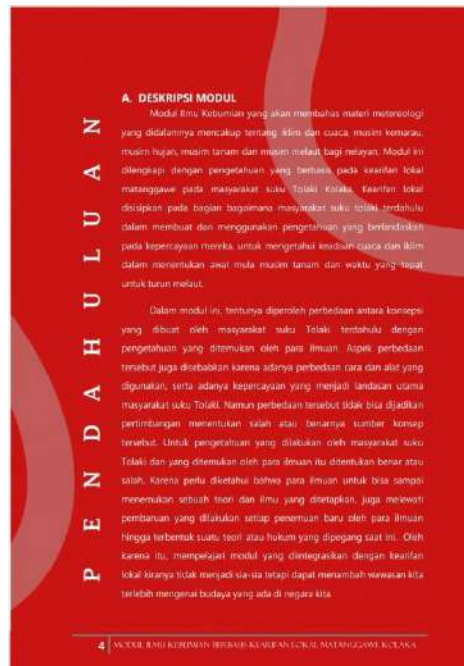 PENDAHULUAN
A. DESKRIPSI MODUL
Modul Ilmu Kebumian yang akan membahas materi metereologi
yang didalamnya mencakup tentang iklim dan cuaca, musim kemarau,
musim hujan, musim tanam dan musim melaut bagi nelayan. Modul ini
dilengkapi dengan pengetahuan yang berbasis pada kearifan lokal
matanggawe pada masyarakat suku Tolaki Kolaka. Kearifan lokal
disisipkan pada bagian bagaimana masyarakat suku tolaki terdahulu
dalam membuat dan menggunakan pengetahuan yang berlandaskan
pada kepercayaan mereka, untuk mengetahui keadaan cuaca dan iklim
dalam menentukan awal mula musim tanam dan waktu yang tepat
untuk turun melaut.
Dalam modul ini, tentunya diperoleh perbedaan antara konsepsi
yang dibuat oleh masyarakat suku Tolaki terdahulu dengan
pengetahuan yang ditemukan oleh para ilmuan. Aspek perbedaan
tersebut juga disebabkan karena adanya perbedaan cara dan alat yang
digunakan, serta adanya kepercayaan yang menjadi landasan utama
masyarakat suku Tolaki. Namun perbedaan tersebut tidak bisa dijadikan
pertimbangan menentukan salah atau benarnya sumber konsep
tersebut. Untuk pengetahuan yang dilakukan oleh masyarakat suku
Tolaki dan yang ditemukan oleh para ilmuan itu ditentukan benar atau
salah. Karena perlu diketahui bahwa para ilmuan untuk bisa sampai
menemukan sebuah teori dan ilmu yang ditetapkan, juga melewati
pembaruan yang dilakukan setiap penemuan baru oleh para ilmuan
hingga terbentuk suatu teori atau hukum yang dipegang saat ini. Oleh
karena itu, mempelajari modul yang diintegrasikan dengan kearifan
lokal kiranya tidak menjadi sia-sia tetapi dapat menambah wawasan kita
terlebih mengenai budaya yang ada di negara kita.
4 MODUL ILMU KEBUMIAN BERBASIS KEARIFAN LOKAL MATANGGAWE KOLAKA